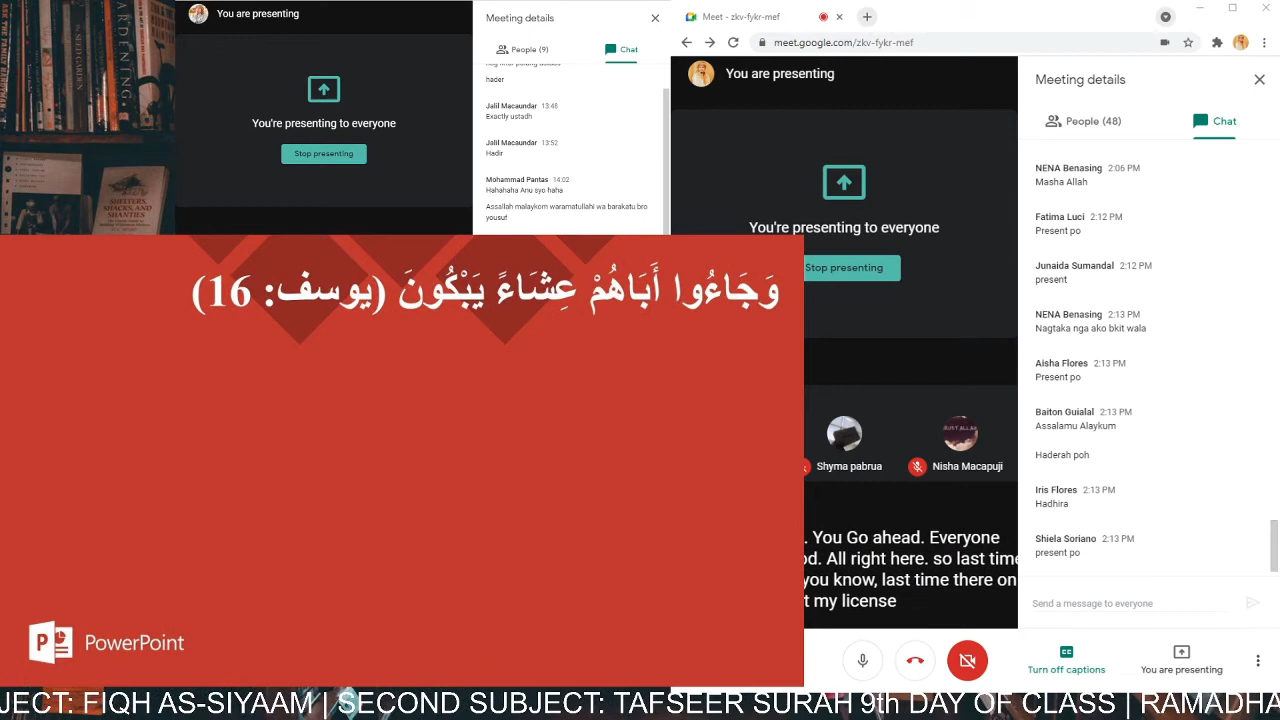 ARDENING.
W SEED GARDEN
SHELTERS,
SHACKS, AND
SHANTIES
You are presenting
You're presenting to everyone
Stop presenting
Meeting details
People (9)
Chat
hader
Jalil Macaundar 13:48
Exactly ustadh
Jalil Macaundar 13:52
Hadir
Mohammad Pantas 14:02
Hahahaha Anu syo haha
Assallah malaykom waramatullahi wa barakatu bro
yousuf
Meet - zkv-fykr-mef
meet.google.com/zkv-fykr-mef
You are presenting
You're presenting to everyone
Stop presenting
Shyma pabrua
Nisha Macapuji
. You Go ahead. Everyone
od. All right here. so last time
you know, last time there on
t my license
Meeting details
People (48)
Chat
NENA Benasing 2:06 PM
Masha Allah
Fatima Luci 2:12 PM
Present po
Junaida Sumandal 2:12 PM
present
NENA Benasing 2:13 PM
Nagtaka nga ako bkit wala
Aisha Flores 2:13 PM
Present po
Baiton Guialal 2:13 PM
Assalamu Alaykum
Haderah poh
Iris Flores 2:13 PM
Hadhira
Shiela Soriano 2:13 PM
present po
Send a message to everyone
CC
Turn off captions
You are presenting
وَجَاءُوا أَبَاهُمْ عِشَاءً يَبْكُونَ (يوسف: 16)
P PowerPoint
JECT: FIQH AS-SIYAAM | SECOND SUBJECT: TAFSEER SURAH 9th DAY OF CLASS | RAMADHA